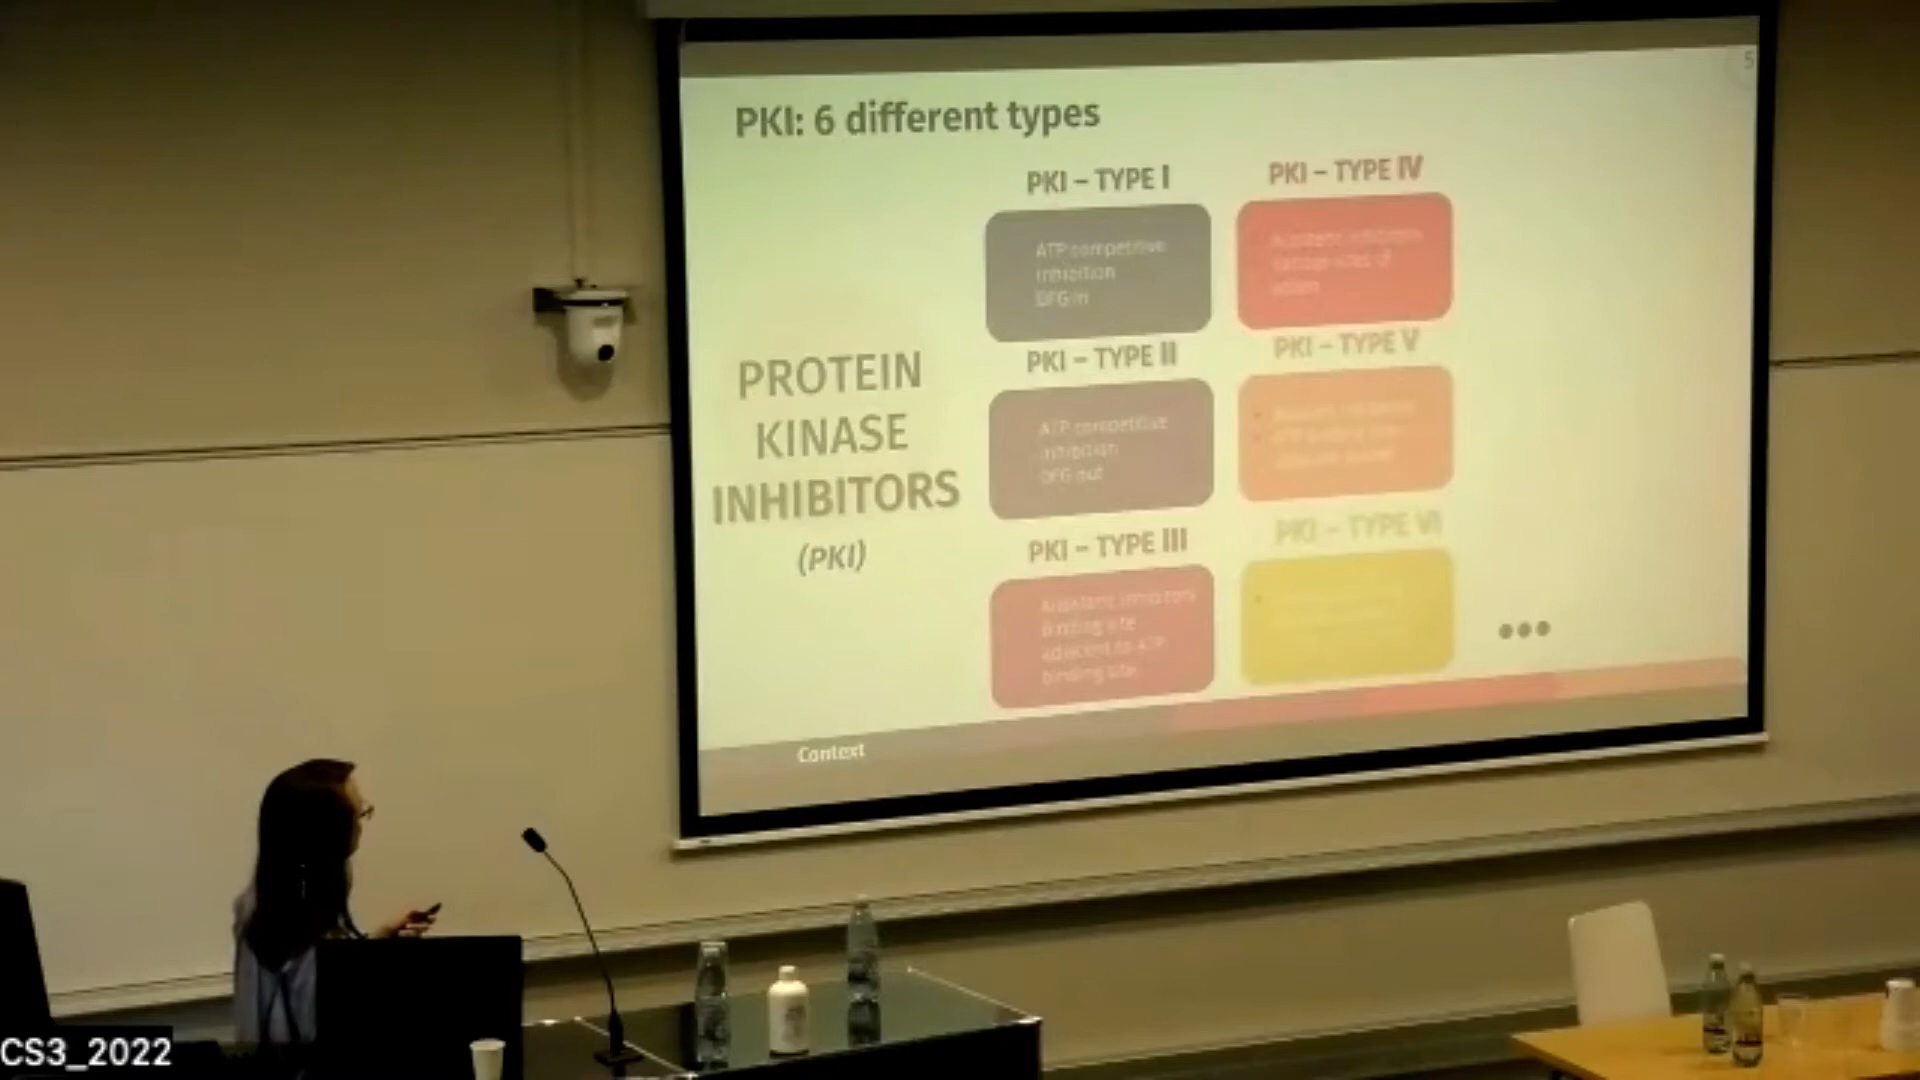 5
PKI: 6 different types
PROTEIN
KINASE
INHIBITORS
(PKI)
PKI – TYPE I
ATP competitive
inhibition
DFG in
PKI – TYPE II
ATP competitive
inhibition
DFG out
PKI – TYPE III
Allosteric inhibitors
Binding site
adjacent to ATP
binding site
PKI – TYPE IV
PKI – TYPE V
PKI – TYPE VI
Context
CS3_2022